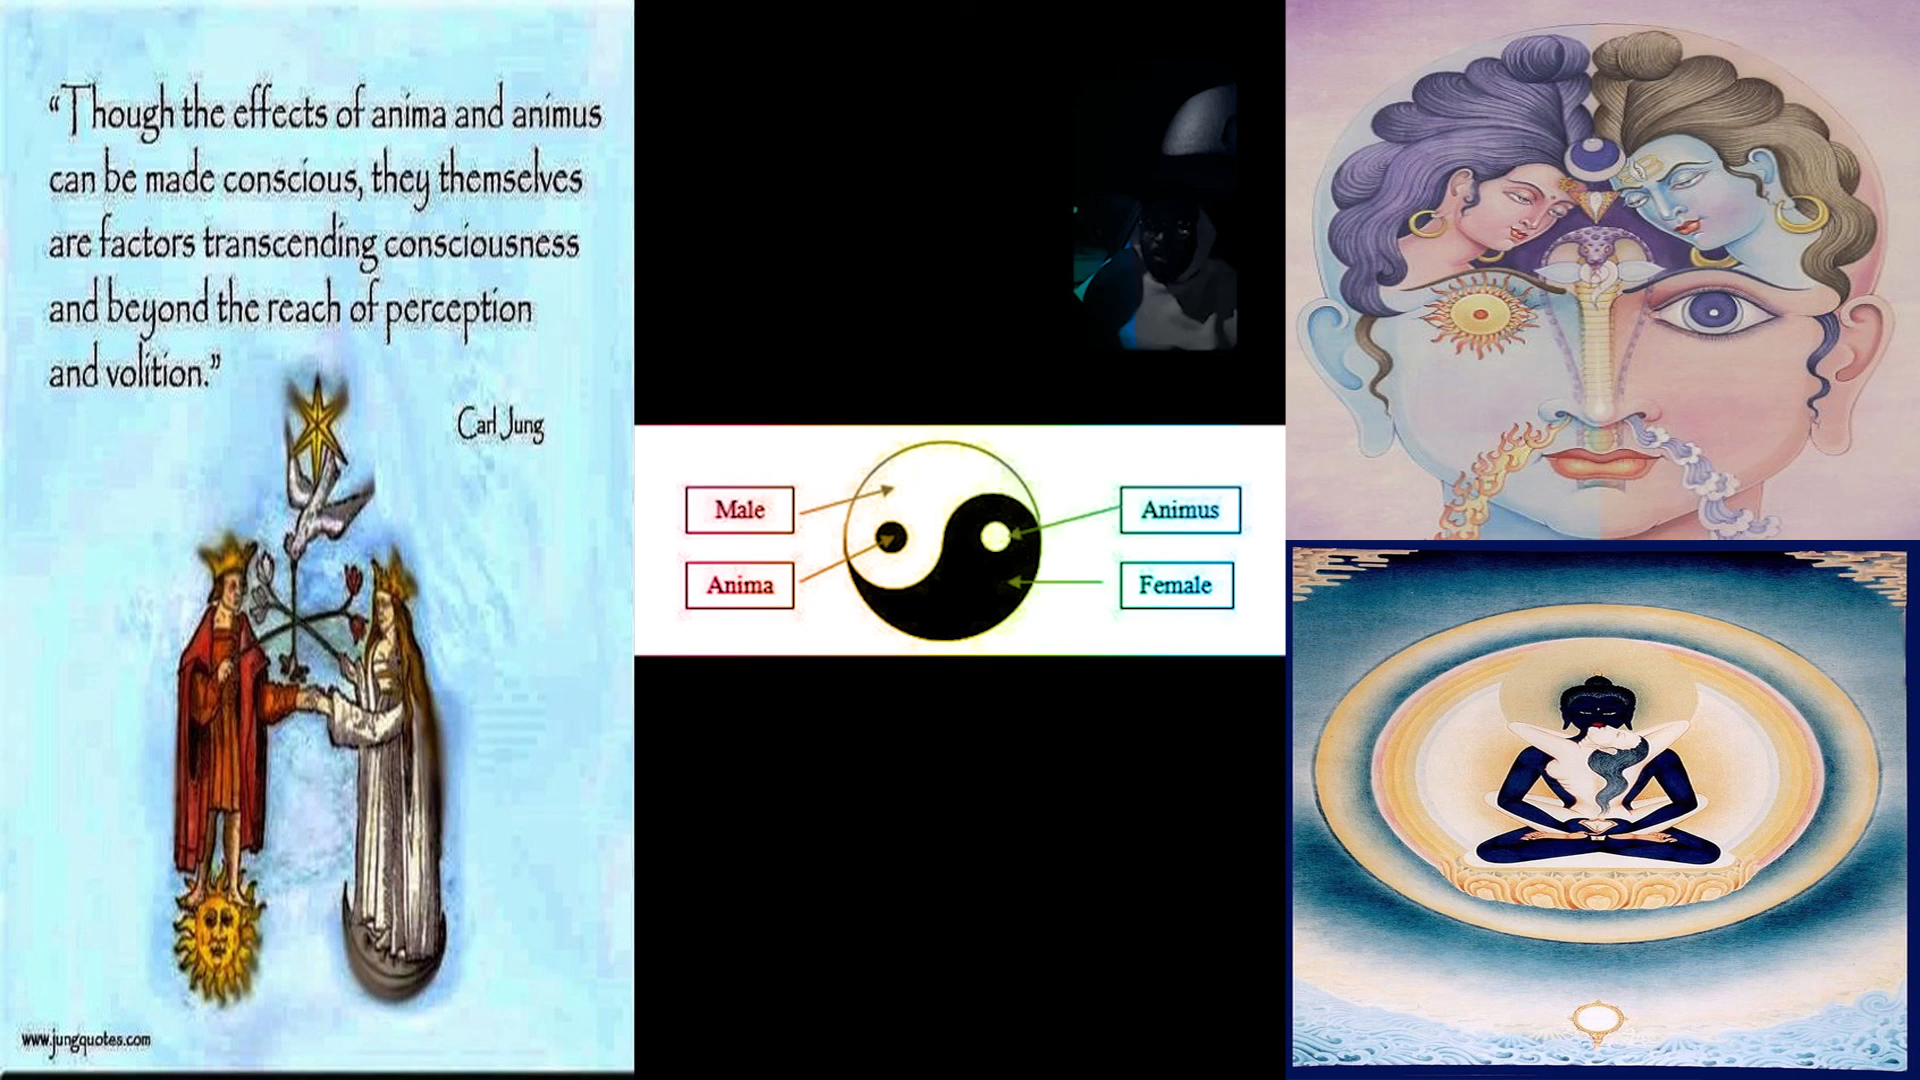 “Though the effects of anima and animus
can be made conscious, they themselves
are factors transcending consciousness
and beyond the reach of perception
and volition.”
Carl Jung
www.jungquotes.com
Male
Anima
Animus
Female